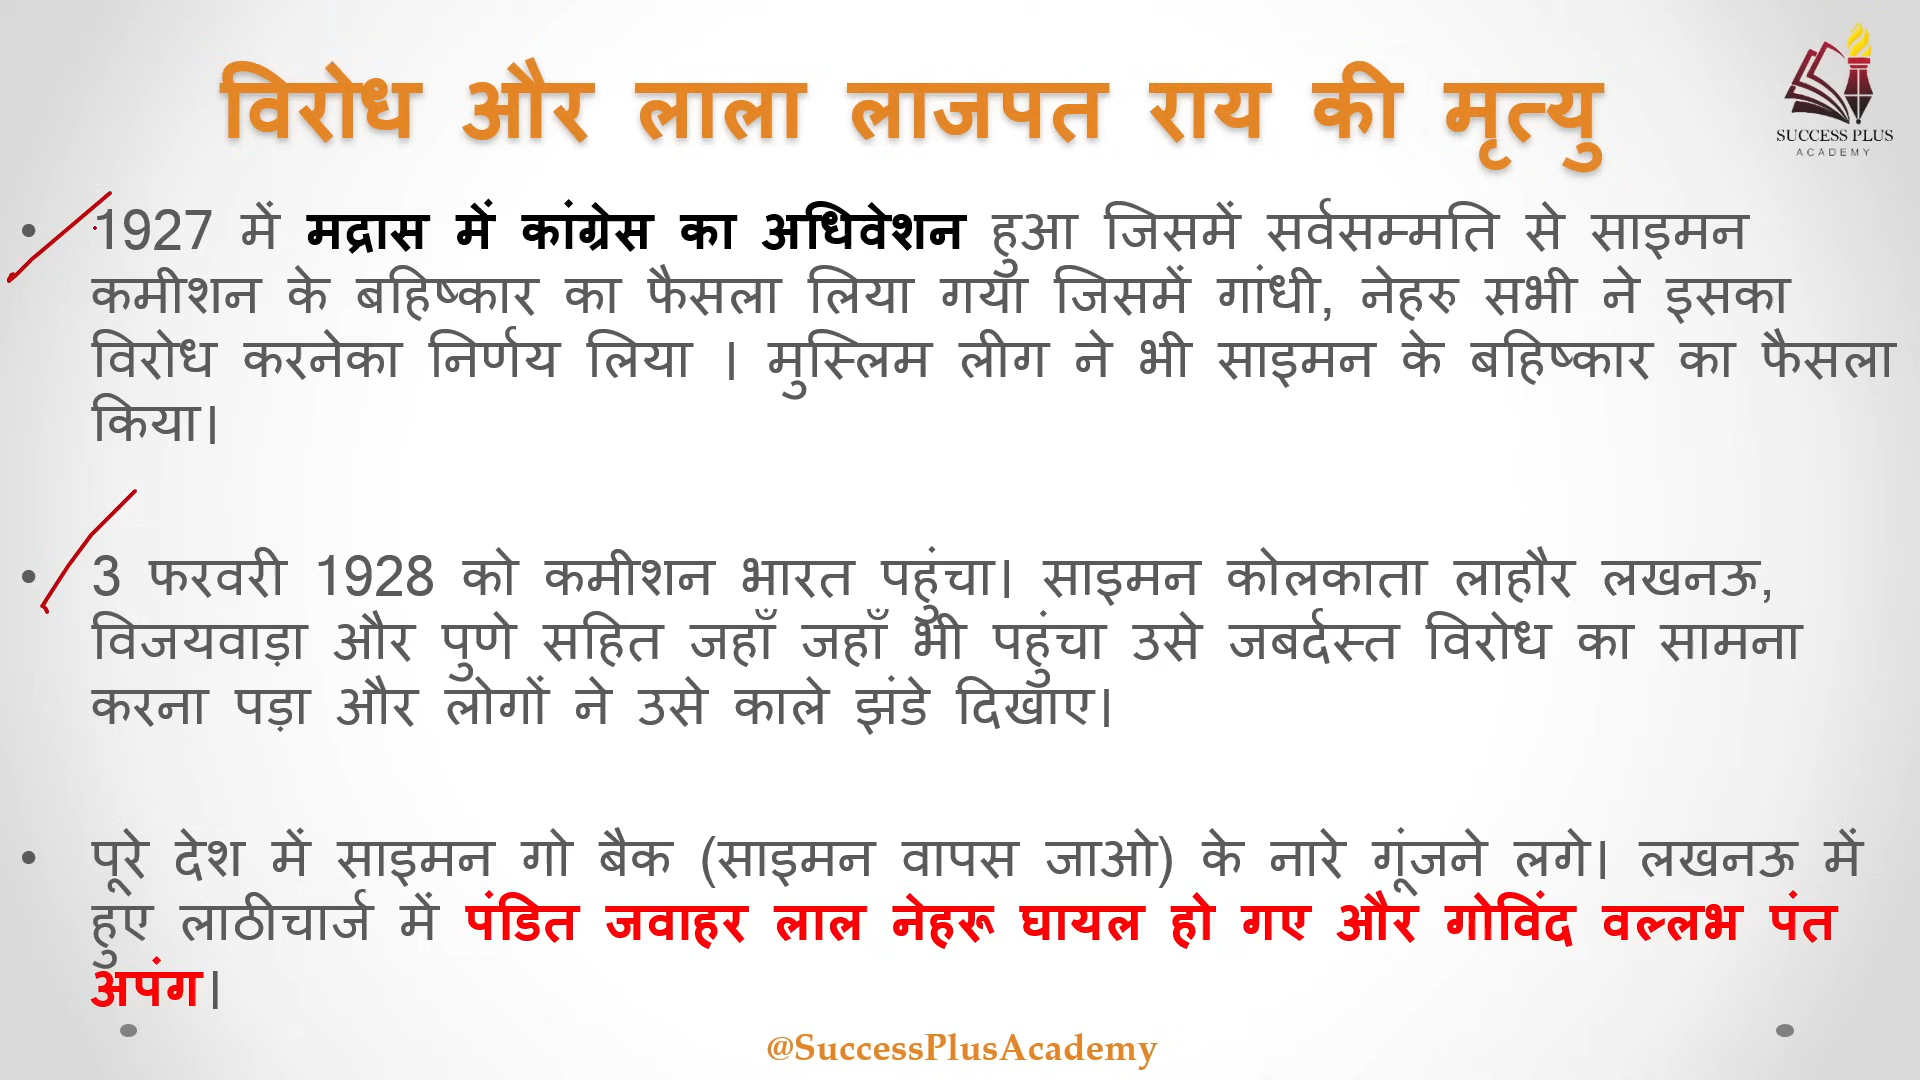 विरोध और लाला लाजपत राय की मृत्यु
SUCCESS PLUS
ACADEMY
• 1927 में मद्रास में कांग्रेस का अधिवेशन हुआ जिसमें सर्वसम्मति से साइमन
कमीशन के बहिष्कार का फैसला लिया गया जिसमें गांधी, नेहरु सभी ने इसका
विरोध करनेका निर्णय लिया । मुस्लिम लीग ने भी साइमन के बहिष्कार का फैसला
किया।
• 3 फरवरी 1928 को कमीशन भारत पहुंचा। साइमन कोलकाता लाहौर लखनऊ,
विजयवाड़ा और पुणे सहित जहाँ जहाँ भी पहुंचा उसे जबर्दस्त विरोध का सामना
करना पड़ा और लोगों ने उसे काले झंडे दिखाए।
• पूरे देश में साइमन गो बैक (साइमन वापस जाओ) के नारे गूंजने लगे। लखनऊ में
हुए लाठीचार्ज में पंडित जवाहर लाल नेहरू घायल हो गए और गोविंद वल्लभ पंत
अपंग।
@SuccessPlusAcademy